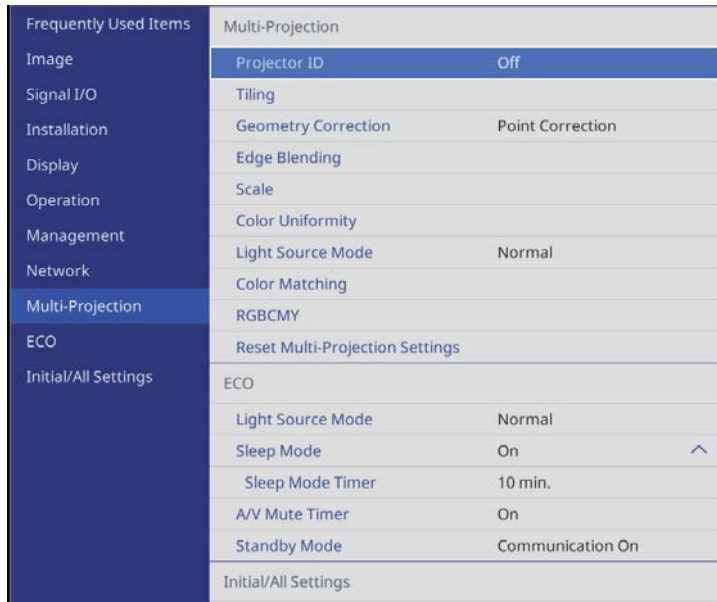 Frequently Used Items
Image
Signal I/O
Installation
Display
Operation
Management
Network
Multi-Projection
ECO
Initial/All Settings
Multi-Projection
Projector ID Off
Tiling
Geometry Correction Point Correction
Edge Blending
Scale
Color Uniformity
Light Source Mode Normal
Color Matching
RGBCMY
Reset Multi-Projection Settings
ECO
Light Source Mode Normal
Sleep Mode On
Sleep Mode Timer 10 min.
A/V Mute Timer On
Standby Mode Communication On
Initial/All Settings